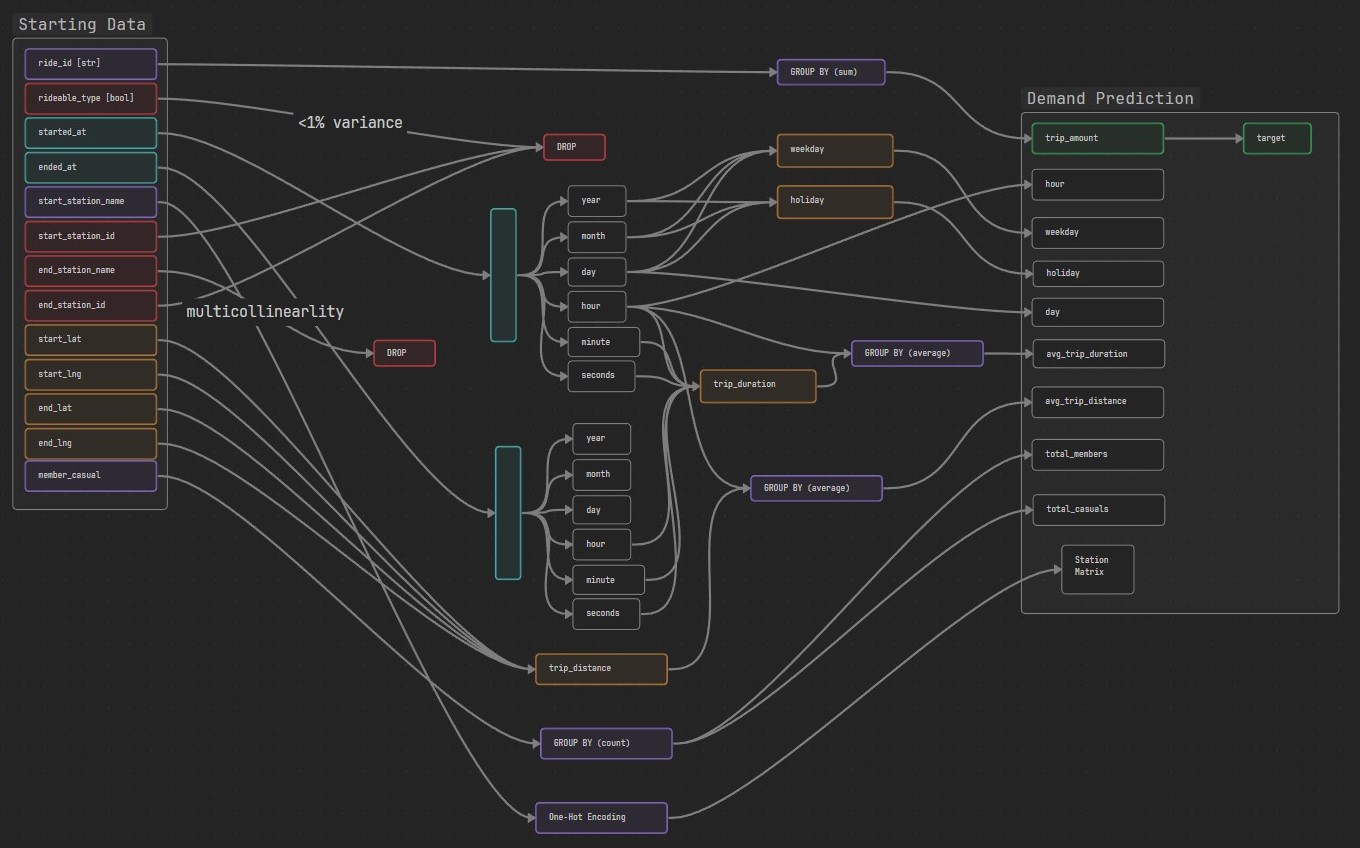 Starting Data
ride_id [str]
rideable_type [bool]
started_at
ended_at
start_station_name
start_station_id
end_station_name
end_station_id
start_lat
start_lng
end_lat
end_lng
member_casual
<1% variance
multicollinearlity
DROP
DROP
year
month
day
hour
minute
seconds
year
month
day
hour
minute
seconds
trip_distance
GROUP BY (count)
One-Hot Encoding
GROUP BY (sum)
weekday
holiday
trip_duration
GROUP BY (average)
GROUP BY (average)
Demand Prediction
trip_amount
target
hour
weekday
holiday
day
avg_trip_duration
avg_trip_distance
total_members
total_casuals
Station
Matrix